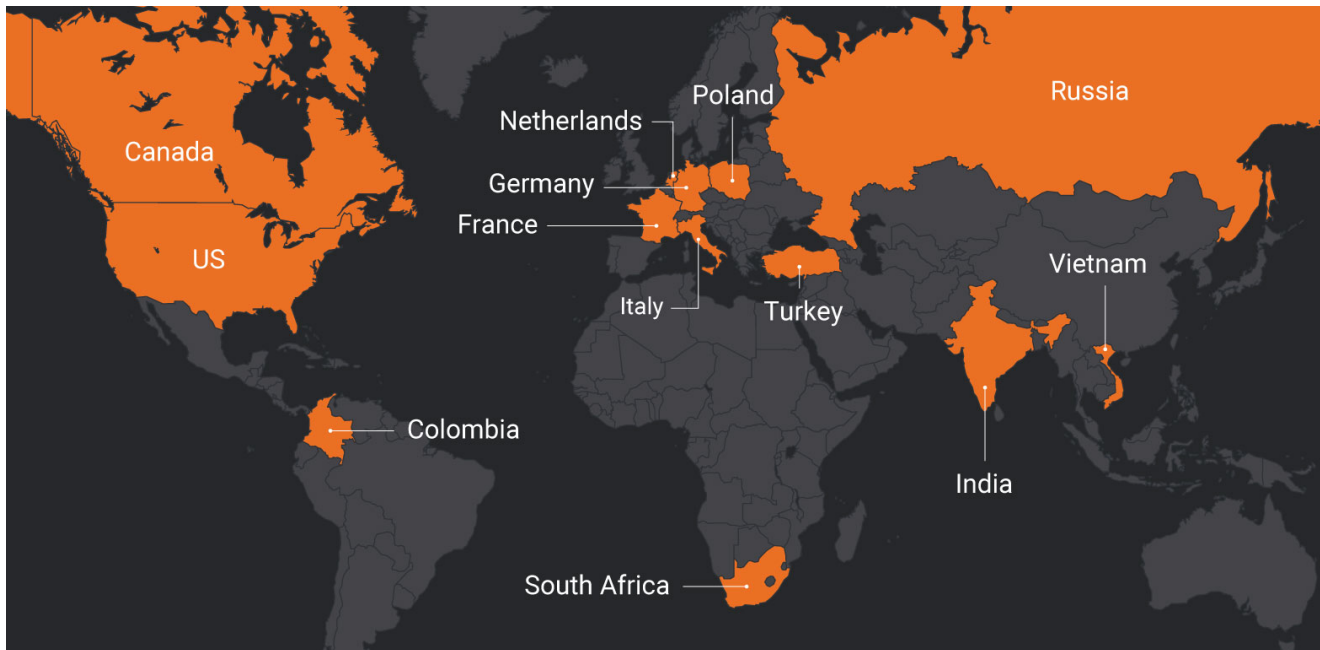 Poland
Russia
Netherlands
Canada
Germany
France
US
Vietnam
Italy
Turkey
Colombia
India
South Africa